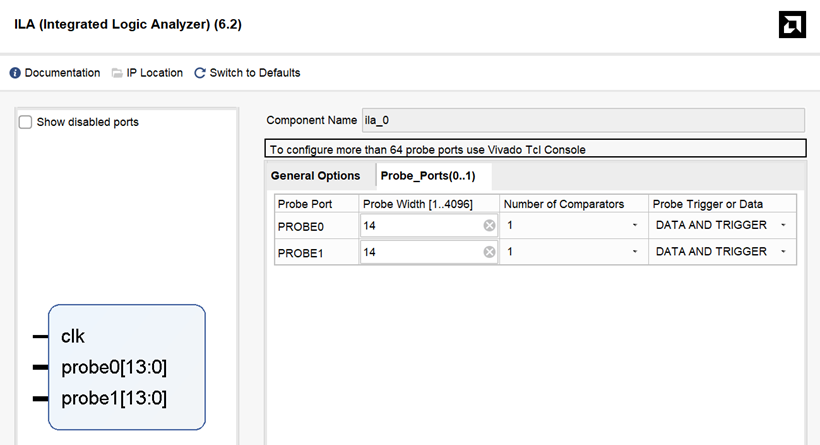 ILA (Integrated Logic Analyzer) (6.2)
Documentation IP Location Switch to Defaults
Show disabled ports
Component Name ila_0
To configure more than 64 probe ports use Vivado Tcl Console
General Options Probe_Ports(0..1)
Probe Port Probe Width [1..4096] Number of Comparators Probe Trigger or Data
PROBE0 14 1 DATA AND TRIGGER
PROBE1 14 1 DATA AND TRIGGER
clk
probe0[13:0]
probe1[13:0]